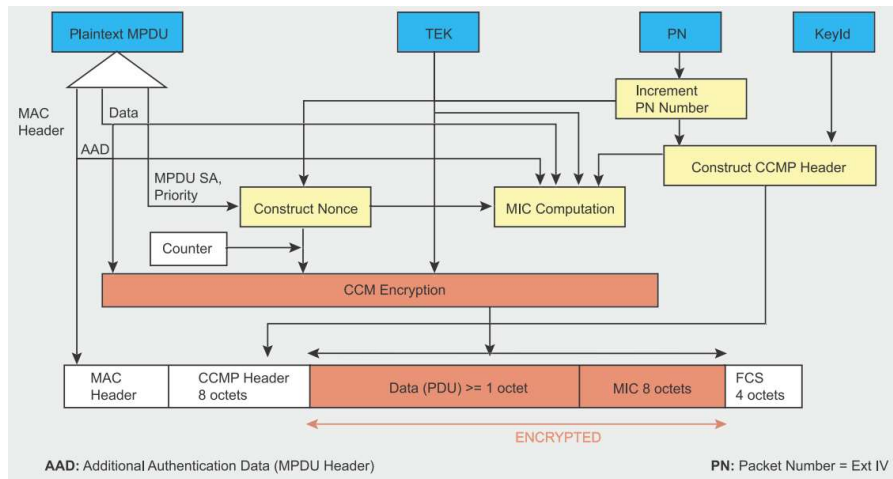 Plaintext MPDU
TEK
PN
KeyId
MAC
Header
Data
AAD
Increment
PN Number
MPDU SA,
Priority
Construct CCMP Header
Construct Nonce
MIC Computation
Counter
CCM Encryption
MAC
Header
CCMP Header
8 octets
Data (PDU) >= 1 octet
MIC 8 octets
FCS
4 octets
ENCRYPTED
AAD: Additional Authentication Data (MPDU Header)
PN: Packet Number = Ext IV